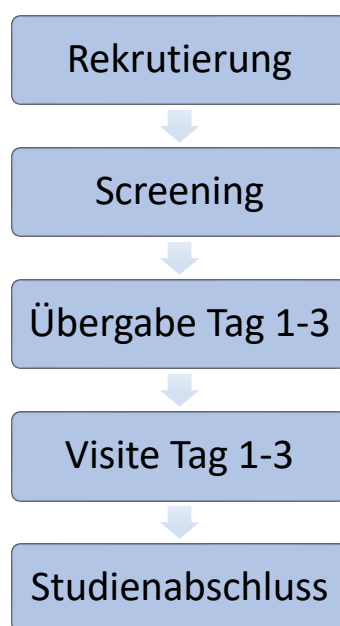 Rekrutierung
Screening
Übergabe Tag 1-3
Visite Tag 1-3
Studienabschluss